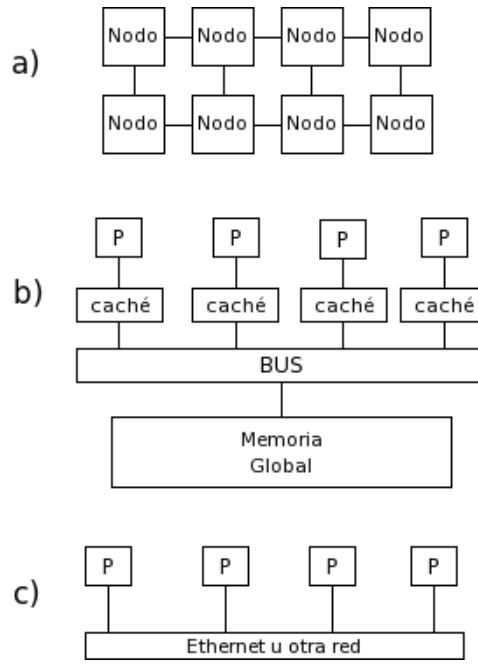 a)
Nodo Nodo Nodo Nodo
Nodo Nodo Nodo Nodo
b)
P P P P
caché caché caché caché
BUS
Memoria
Global
c)
P P P P
Ethernet u otra red